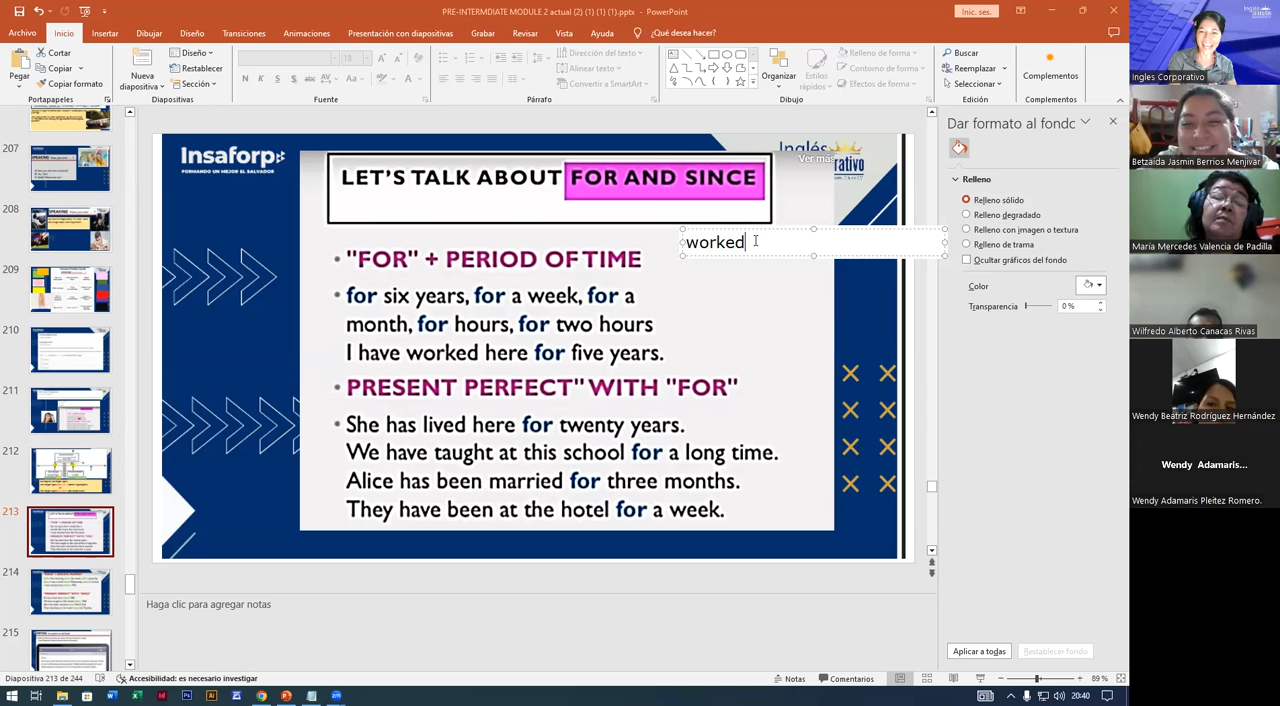 PRE-INTERMDIATE MODULE 2 actual (2) (1) (1) (1).pptx - PowerPoint
Inic. ses.
Archivo Inicio Insertar Dibujar Diseño Transiciones Animaciones Presentación con diapositivas Grabar Revisar Vista Ayuda ¿Qué desea hacer?
Pegar
Cortar
Copiar
Copiar formato
Portapapeles
Nueva diapositiva
Diseño
Restablecer
Sección
Diapositivas
N K S S abc AV Aa
Fuente
Dirección del texto
Alinear texto
Convertir a SmartArt
Párrafo
Organizar
Estilos rápidos
Relleno de forma
Contorno de forma
Efectos de forma
Dibujo
Buscar
Reemplazar
Seleccionar
Edición
Complementos
Complementos
207
208
209
210
211
212
213
214
215
Insaforp
FORMANDO UN MEJOR EL SALVADOR
Inglés
Ver mas
LET'S TALK ABOUT FOR AND SINCE
worked
"FOR" + PERIOD OF TIME
for six years, for a week, for a
month, for hours, for two hours
I have worked here for five years.
PRESENT PERFECT" WITH "FOR"
She has lived here for twenty years.
We have taught at this school for a long time.
Alice has been married for three months.
They have been at the hotel for a week.
Haga clic para agregar notas
Dar formato al fondo
Relleno
Relleno sólido
Relleno degradado
Relleno con imagen o textura
Relleno de trama
Ocultar gráficos del fondo
Color
Transparencia 0 %
Aplicar a todas Restablecer fondo
Ingles Corporativo
Betzaida Jasmin Berrios Menjivar
María Mercedes Valencia de Padilla
Wilfredo Alberto Canacas Rivas
Wendy Beatriz Rodríguez Hernández
Wendy Adamaris...
Wendy Adamaris Pleitez Romero.
Diapositiva 213 de 244 Accesibilidad: es necesario investigar Notas Comentarios 89 %
20:40